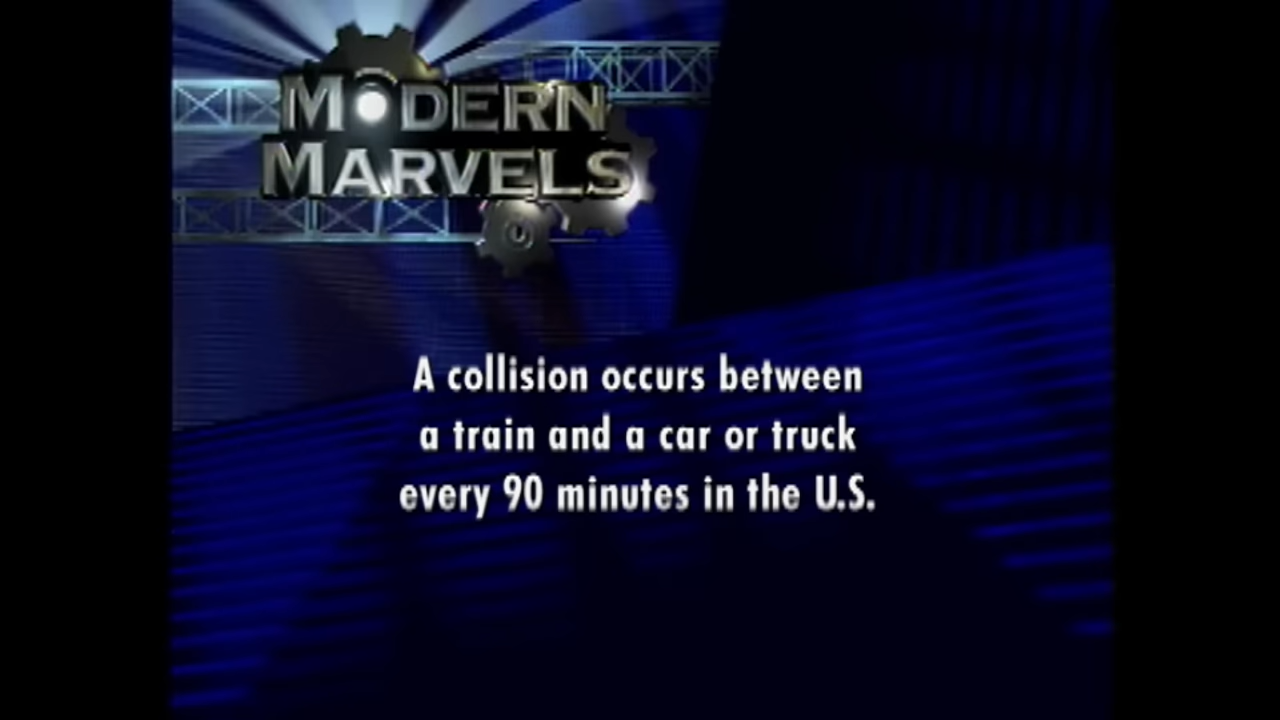 MODERN
MARVELS
A collision occurs between
a train and a car or truck
every 90 minutes in the U.S.